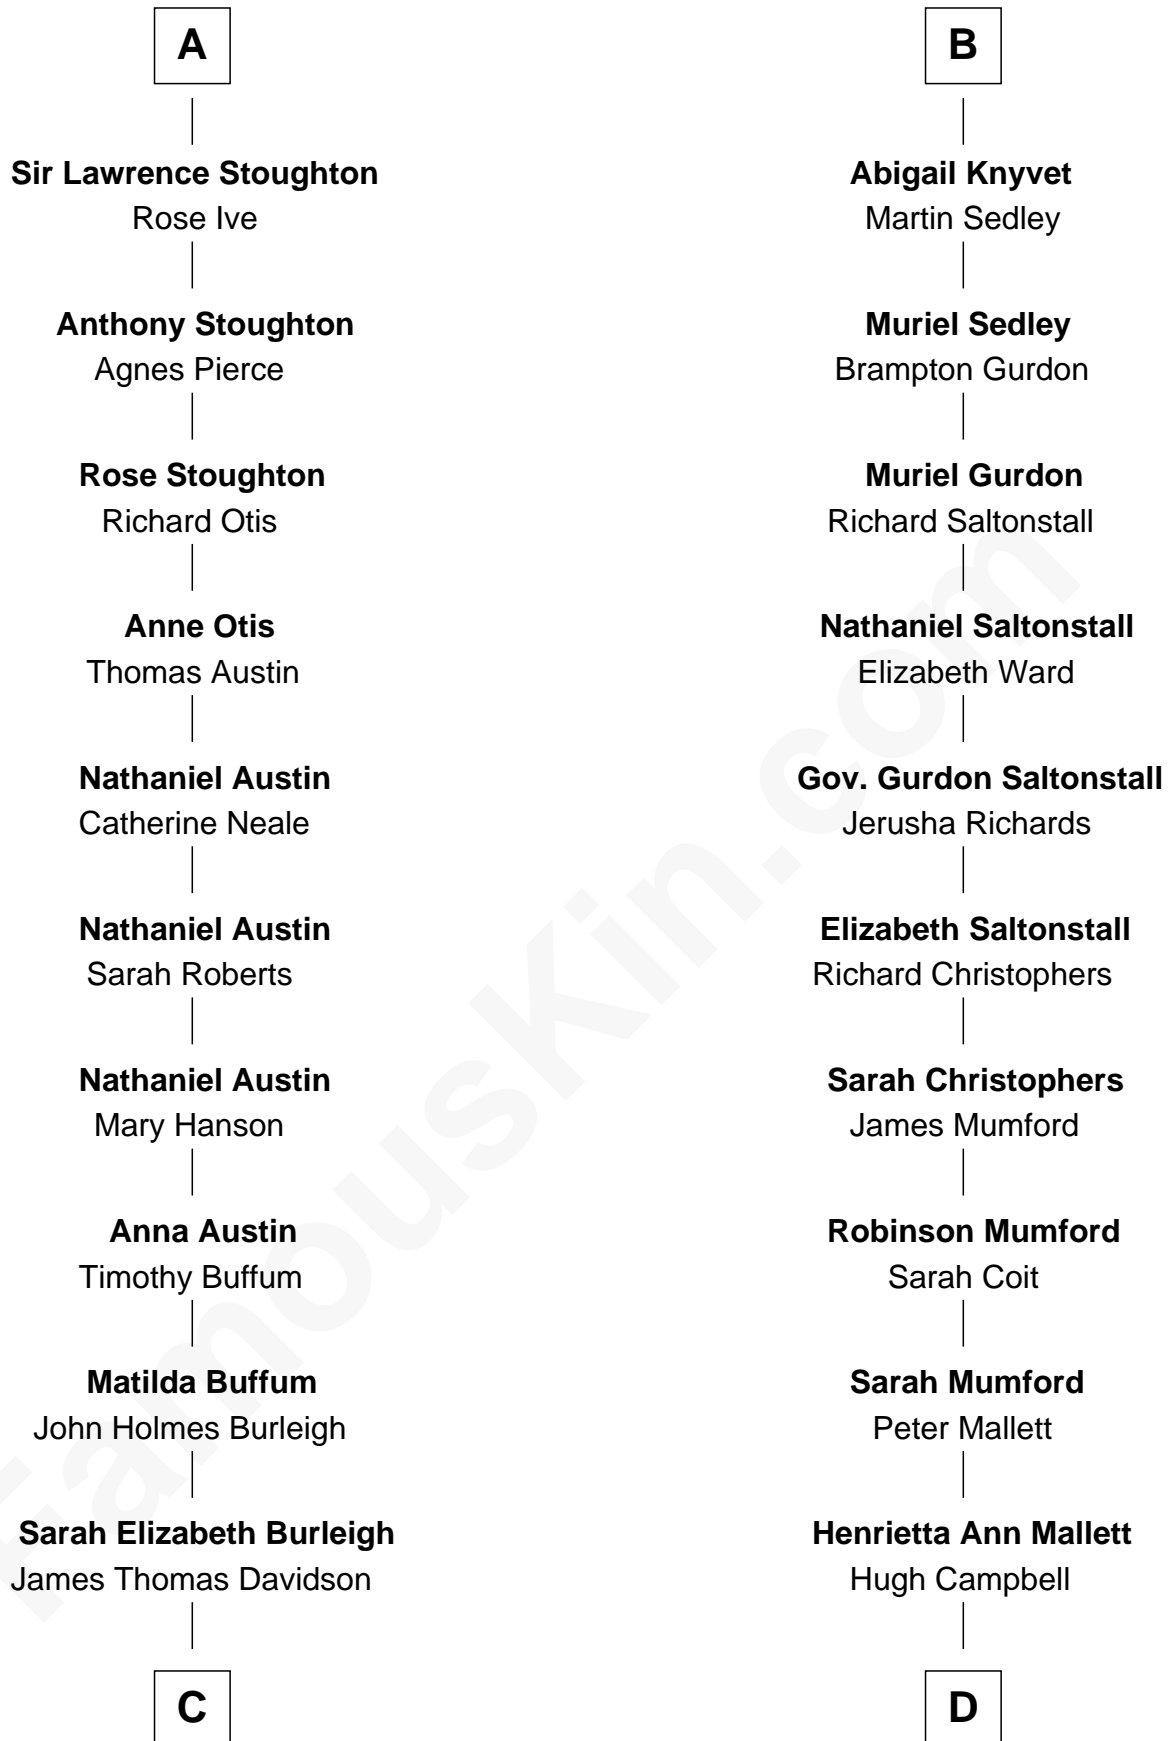 A
Sir Lawrence Stoughton
Rose Ive
Anthony Stoughton
Agnes Pierce
Rose Stoughton
Richard Otis
Anne Otis
Thomas Austin
Nathaniel Austin
Catherine Neale
Nathaniel Austin
Sarah Roberts
Nathaniel Austin
Mary Hanson
Anna Austin
Timothy Buffum
Matilda Buffum
John Holmes Burleigh
Sarah Elizabeth Burleigh
James Thomas Davidson
C
B
Abigail Knyvet
Martin Sedley
Muriel Sedley
Brampton Gurdon
Muriel Gurdon
Richard Saltonstall
Nathaniel Saltonstall
Elizabeth Ward
Gov. Gurdon Saltonstall
Jerusha Richards
Elizabeth Saltonstall
Richard Christophers
Sarah Christophers
James Mumford
Robinson Mumford
Sarah Coit
Sarah Mumford
Peter Mallett
Henrietta Ann Mallett
Hugh Campbell
D
FamousKin.com